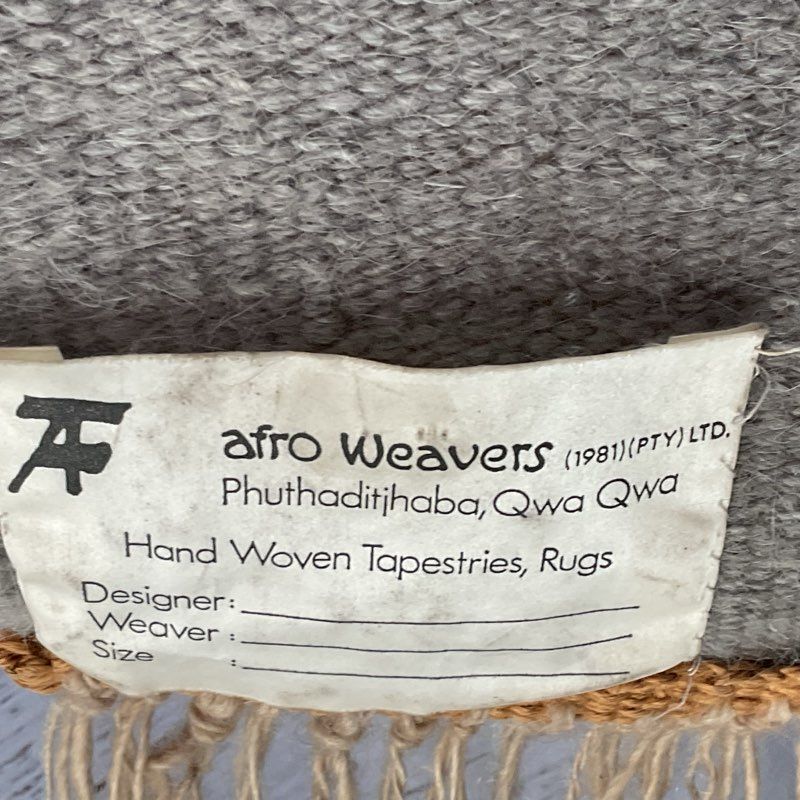 afro Weavers (1981)(PTY)LTD.
Phuthaditjhaba, Qwa Qwa
Hand Woven Tapestries, Rugs
Designer:
Weaver :
Size :